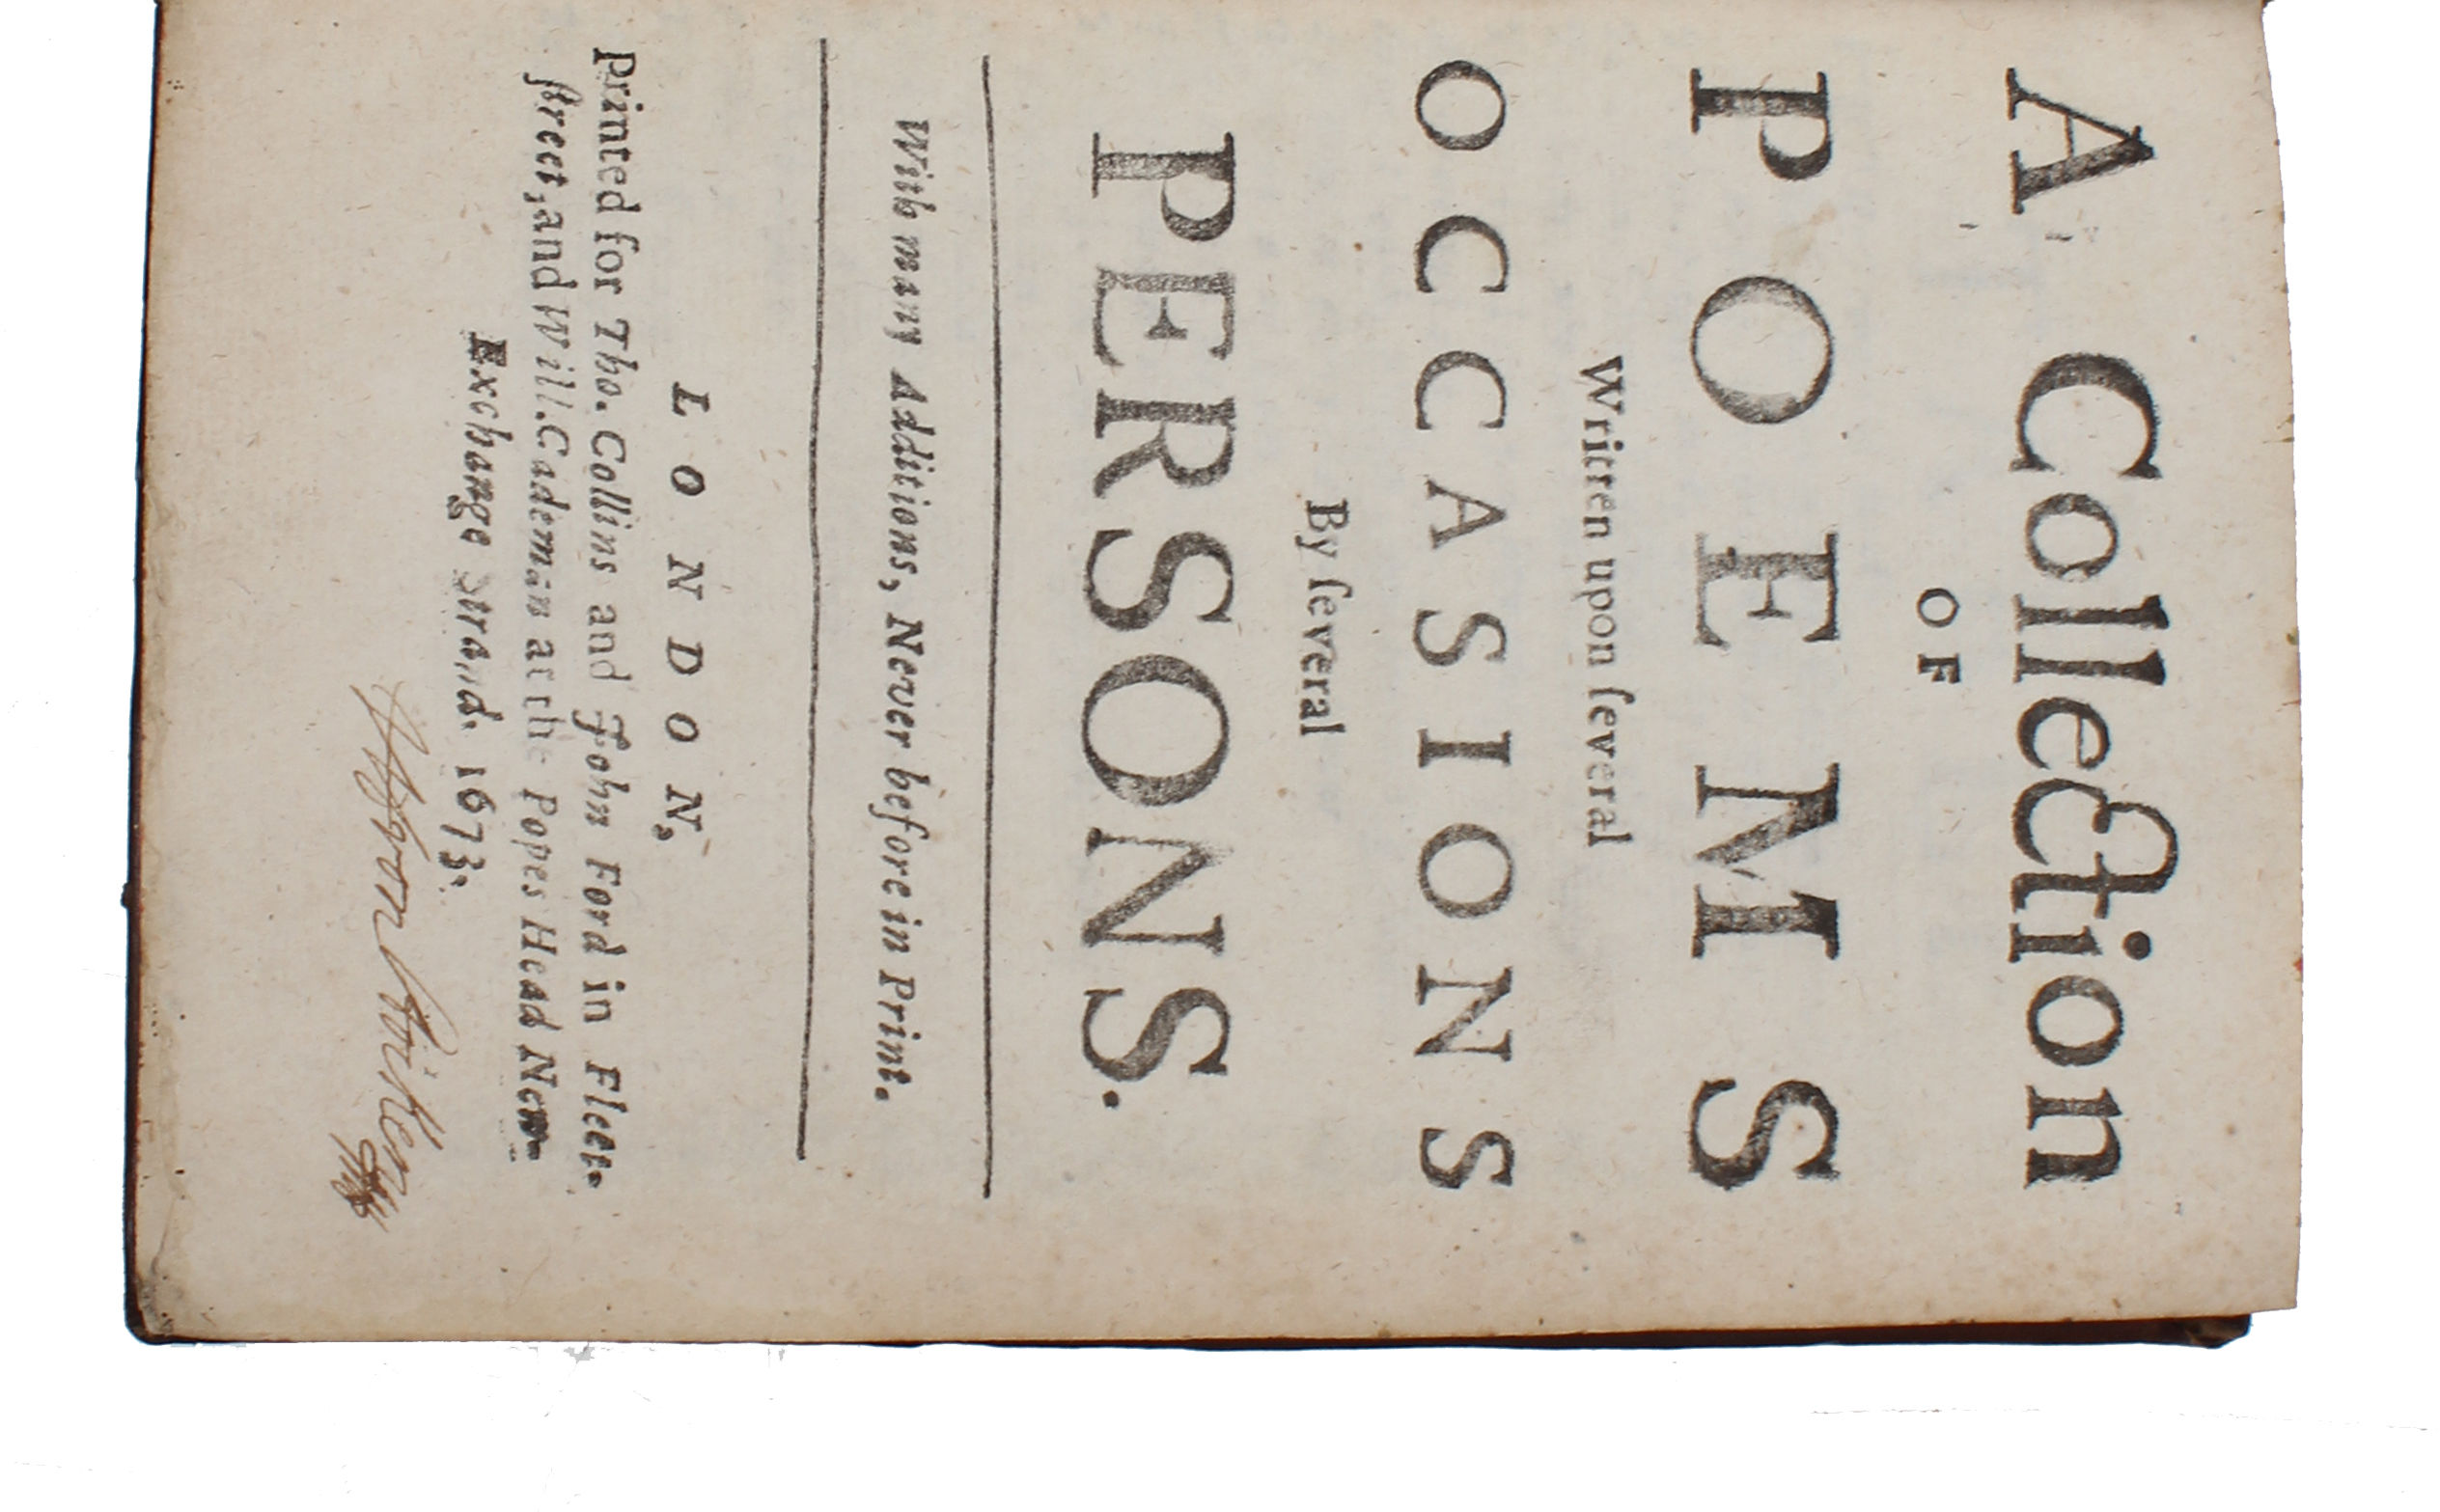 A Collection
OF
POEMS
Written upon ſeveral
OCCASIONS
By ſeveral
PERSONS.
With many Additions, Never before in Print.
LONDON,
Printed for Tho. Collins and John Ford in Fleet-
ſtreet, and Will. Cademan at the Popes Head New-
Exchange Strand. 1673.